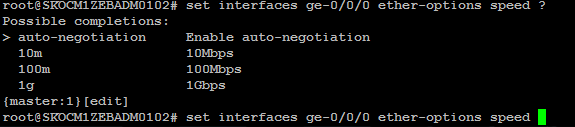 root@SKOCM1ZEBADM0102# set interfaces ge-0/0/0 ether-options speed ?
Possible completions:
> auto-negotiation     Enable auto-negotiation
  10m                  10Mbps
  100m                 100Mbps
  1g                   1Gbps
{master:1}[edit]
root@SKOCM1ZEBADM0102# set interfaces ge-0/0/0 ether-options speed